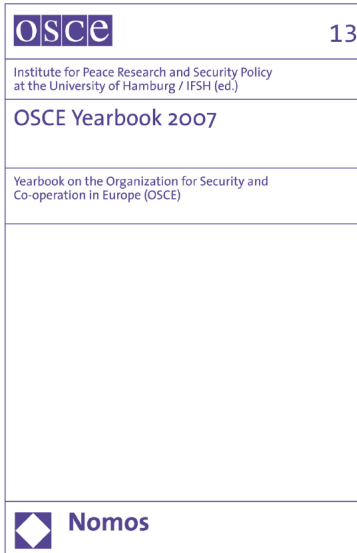 osce
13
Institute for Peace Research and Security Policy
at the University of Hamburg / IFSH (ed.)
OSCE Yearbook 2007
Yearbook on the Organization for Security and
Co-operation in Europe (OSCE)
Nomos